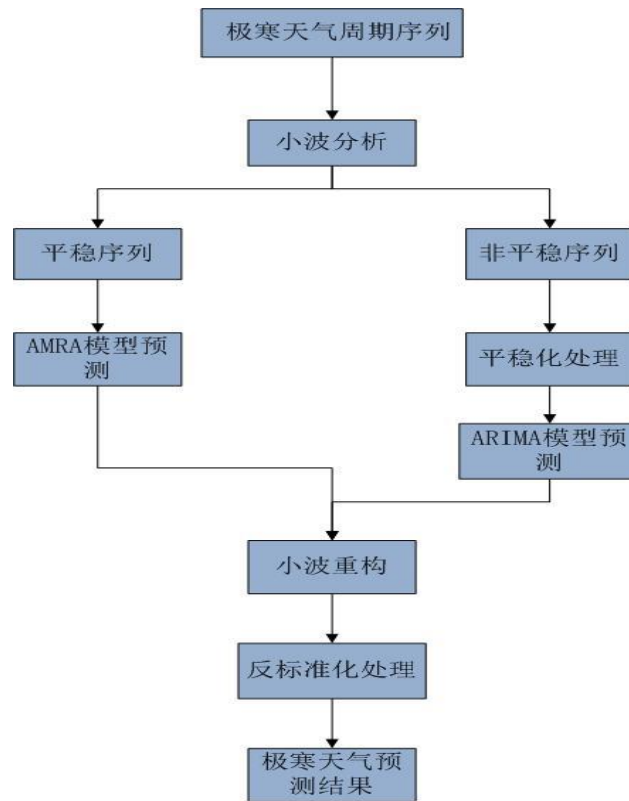 极寒天气周期序列
小波分析
平稳序列
非平稳序列
AMRA模型预
测
平稳化处理
ARIMA模型预
测
小波重构
反标准化处理
极寒天气预
测结果